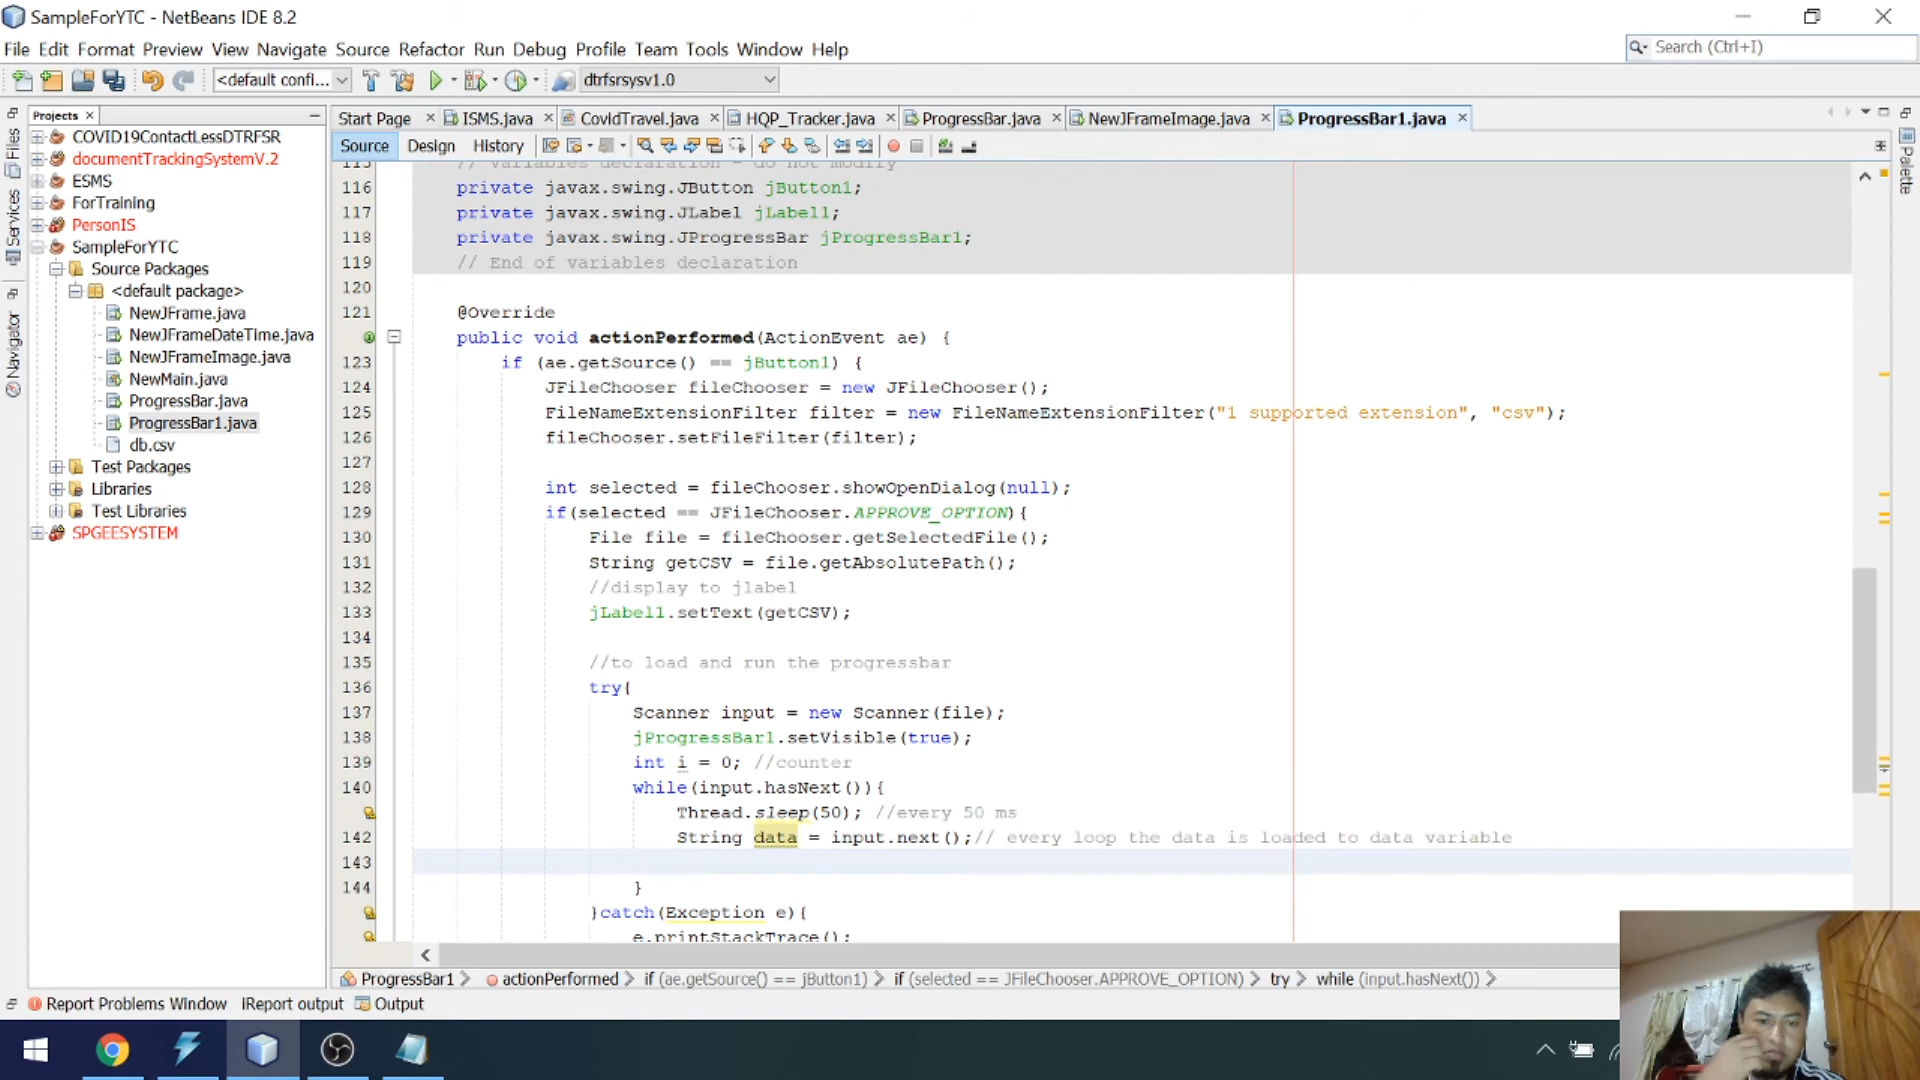 SampleForYTC - NetBeans IDE 8.2
File Edit Format Preview View Navigate Source Refactor Run Debug Profile Team Tools Window Help
Search (Ctrl+I)
<default confi...
dtrfsrsysv1.0
Projects
Files
Services
Navigator
COVID19ContactLessDTRFSR
documentTrackingSystemV.2
ESMS
ForTraining
PersonIS
SampleForYTC
Source Packages
<default package>
NewJFrame.java
NewJFrameDateTIme.java
NewJFrameImage.java
NewMain.java
ProgressBar.java
ProgressBar1.java
db.csv
Test Packages
Libraries
Test Libraries
SPGEESYSTEM
Start Page ISMS.java CovidTravel.java HQP_Tracker.java ProgressBar.java NewJFrameImage.java ProgressBar1.java
Source Design History
Palette
115 // Variables declaration - do not modify
116 private javax.swing.JButton jButton1;
117 private javax.swing.JLabel jLabel1;
118 private javax.swing.JProgressBar jProgressBar1;
119 // End of variables declaration
120
121 @Override
public void actionPerformed(ActionEvent ae) {
123 if (ae.getSource() == jButton1) {
124 JFileChooser fileChooser = new JFileChooser();
125 FileNameExtensionFilter filter = new FileNameExtensionFilter("1 supported extension", "csv");
126 fileChooser.setFileFilter(filter);
127
128 int selected = fileChooser.showOpenDialog(null);
129 if(selected == JFileChooser.APPROVE_OPTION){
130 File file = fileChooser.getSelectedFile();
131 String getCSV = file.getAbsolutePath();
132 //display to jlabel
133 jLabel1.setText(getCSV);
134
135 //to load and run the progressbar
136 try{
137 Scanner input = new Scanner(file);
138 jProgressBar1.setVisible(true);
139 int i = 0; //counter
140 while(input.hasNext()){
Thread.sleep(50); //every 50 ms
142 String data = input.next();// every loop the data is loaded to data variable
143
144 }
}catch(Exception e){
e.printStackTrace();
ProgressBar1 actionPerformed if (ae.getSource() == jButton1) if (selected == JFileChooser.APPROVE_OPTION) try while (input.hasNext())
Report Problems Window iReport output Output